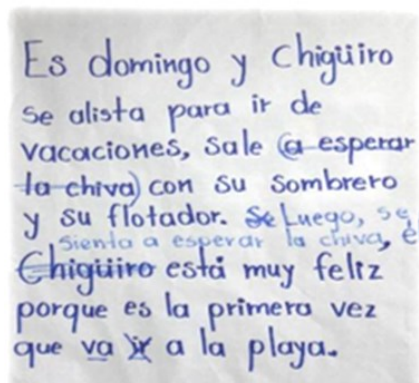 Es domingo y Chigüiro
se alista para ir de
vacaciones, sale (a esperar
la chiva) con su sombrero
y su flotador. Se Luego, se
sienta a esperar la chiva, é
Chigüiro está muy feliz
porque es la primera vez
que va ir a la playa.